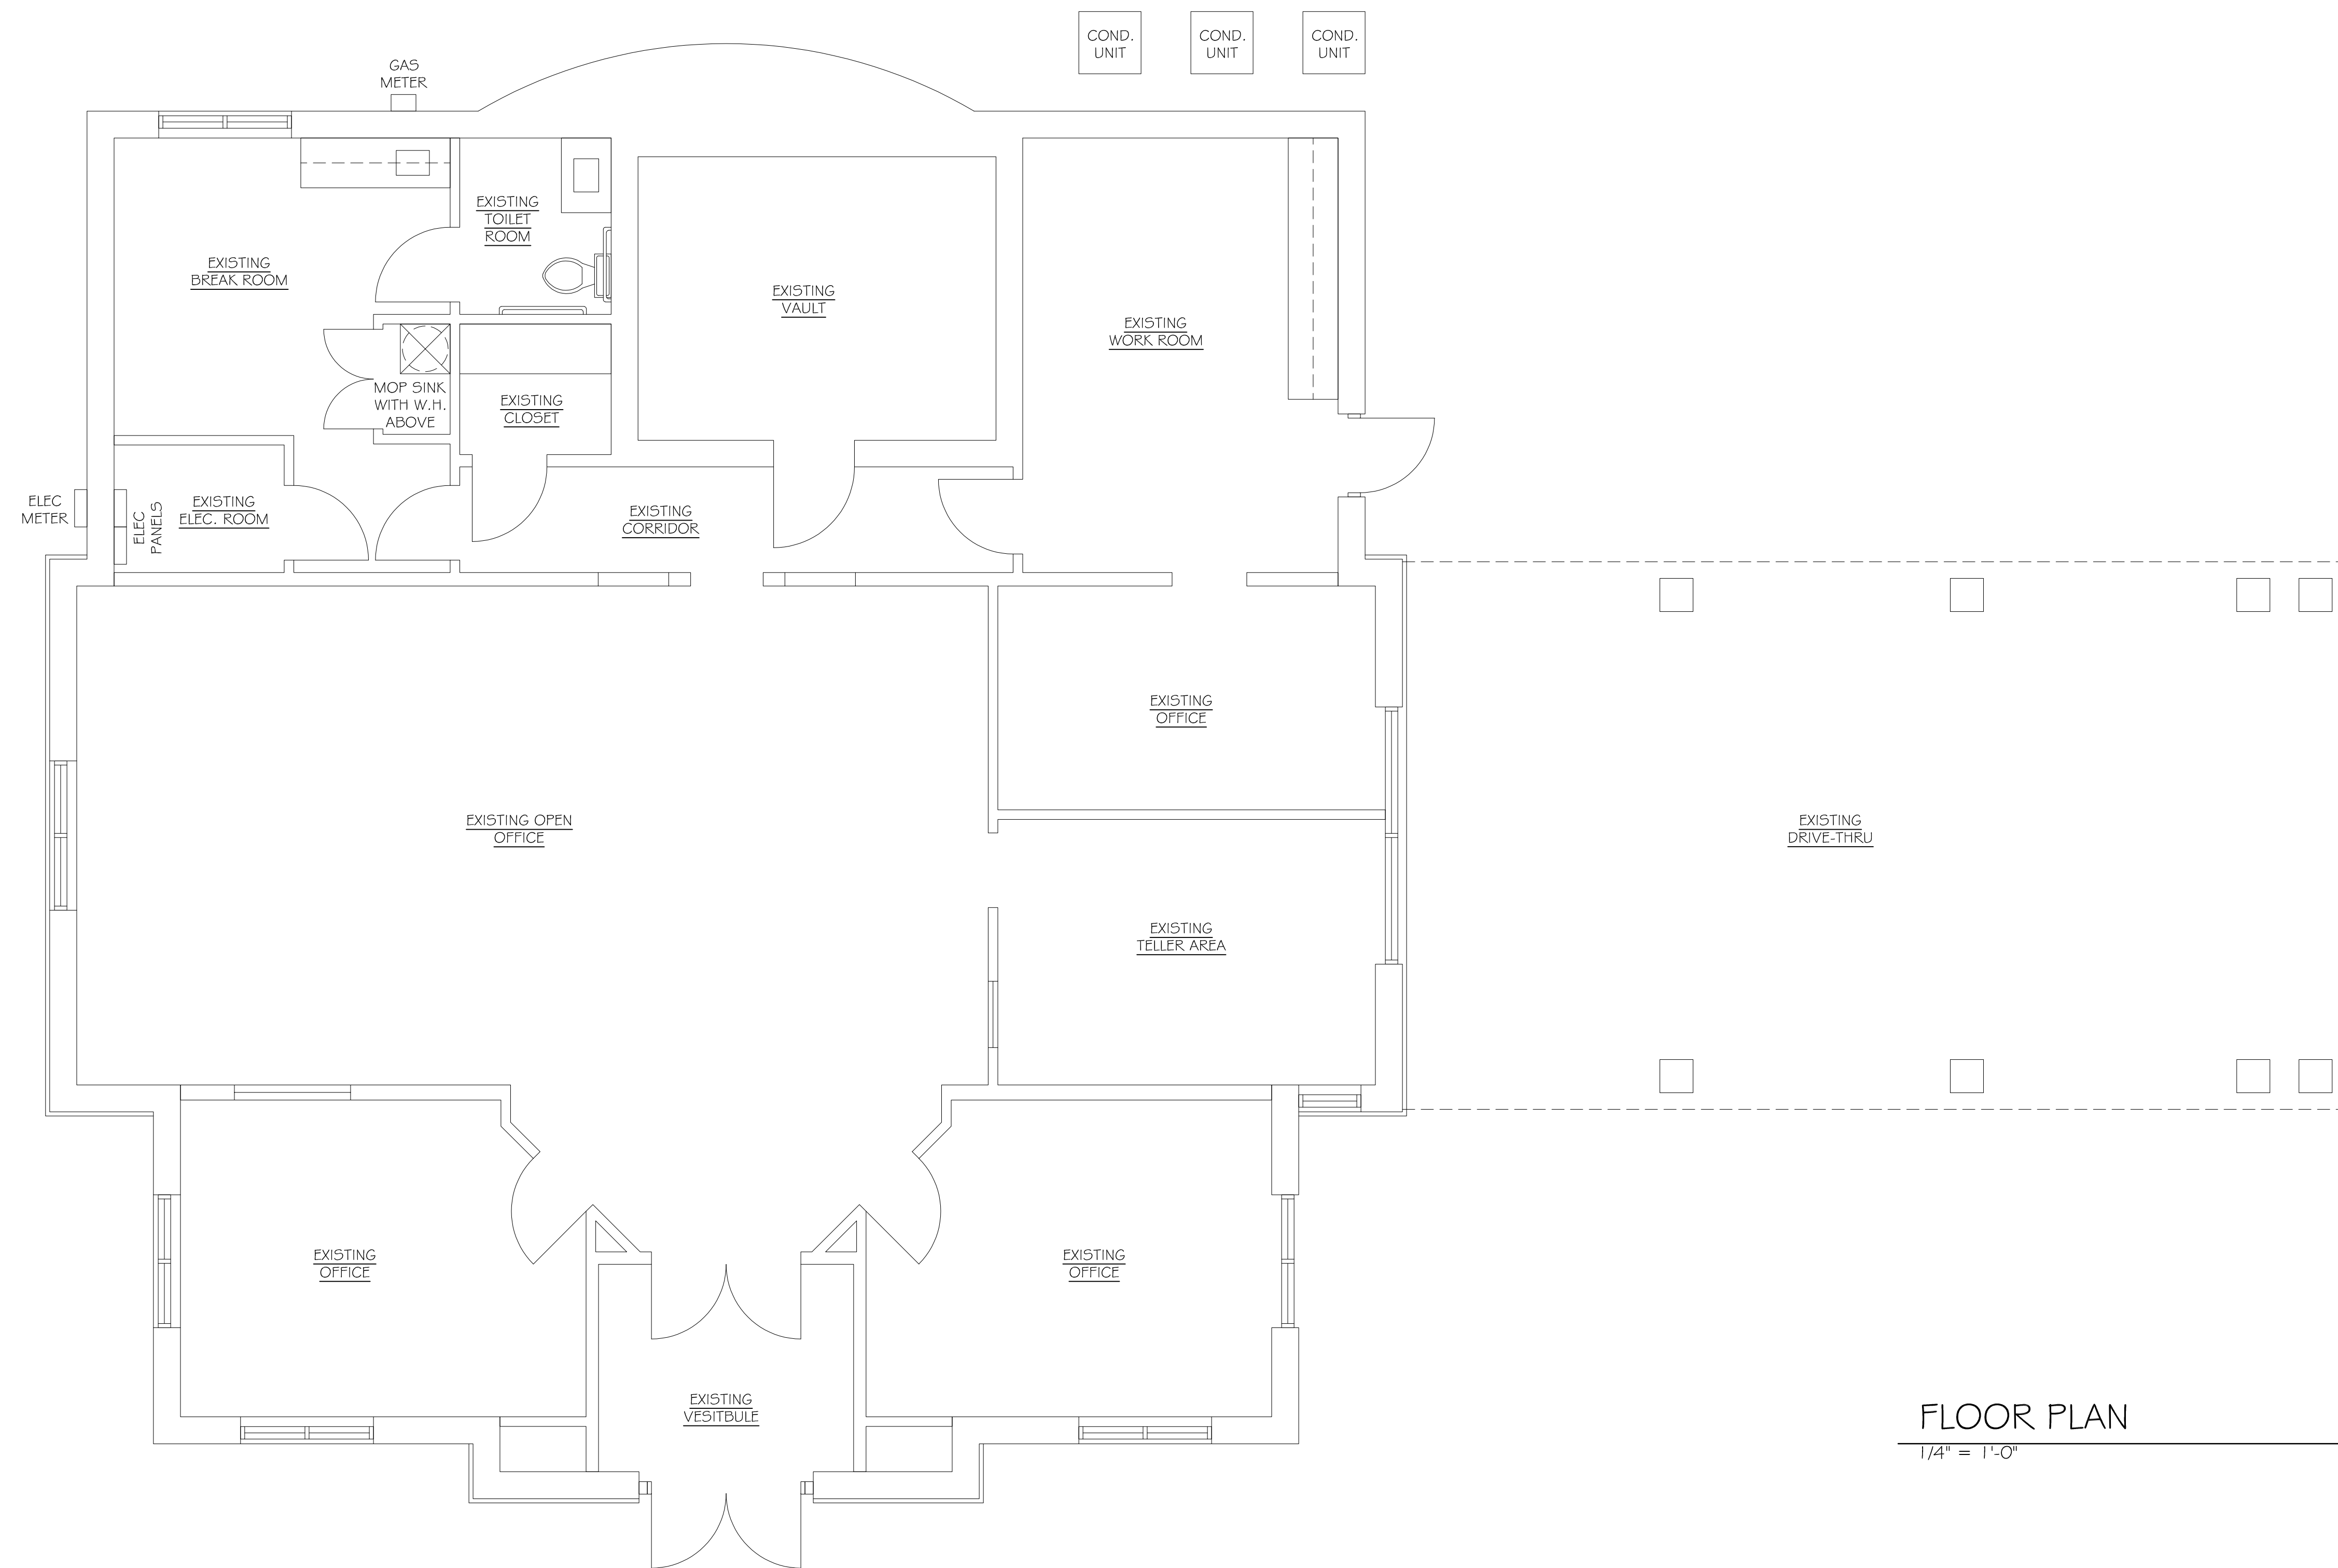 COND.
UNIT
COND.
UNIT
COND.
UNIT
GAS
METER
EXISTING
TOILET
ROOM
EXISTING
BREAK ROOM
EXISTING
VAULT
EXISTING
WORK ROOM
MOP SINK
WITH W.H.
ABOVE
EXISTING
CLOSET
ELEC
METER
ELEC
PANELS
EXISTING
ELEC. ROOM
EXISTING
CORRIDOR
EXISTING
OFFICE
EXISTING OPEN
OFFICE
EXISTING
DRIVE-THRU
EXISTING
TELLER AREA
EXISTING
OFFICE
EXISTING
OFFICE
EXISTING
VESITBULE
FLOOR PLAN
1/4" = 1'-0"